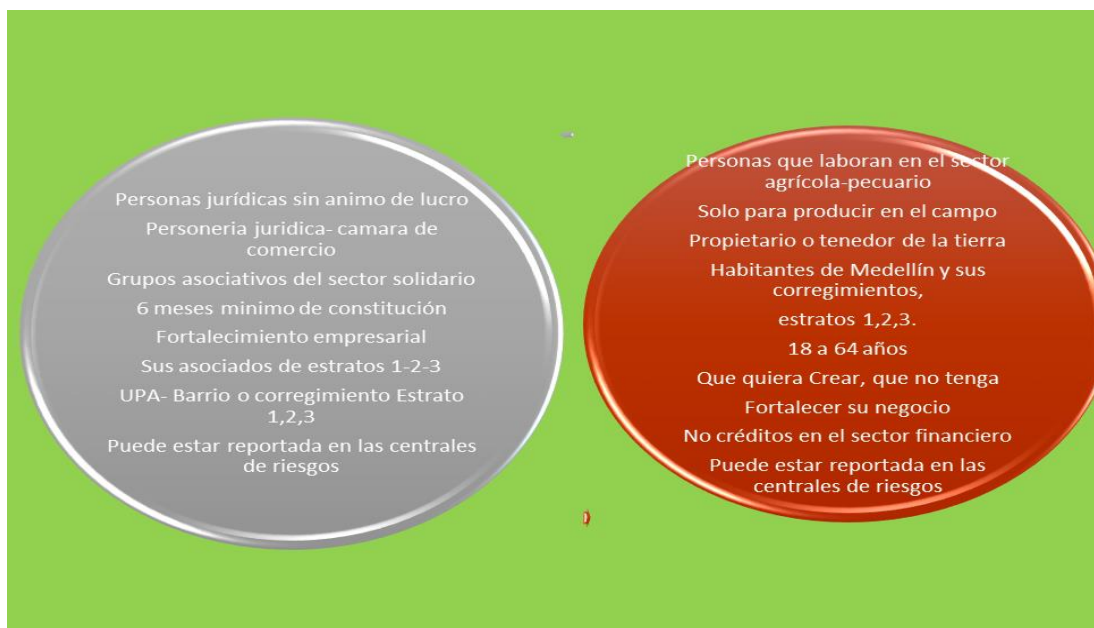 Personas jurídicas sin animo de lucro
Personeria juridica- camara de
comercio
Grupos asociativos del sector solidario
6 meses minimo de constitución
Fortalecimiento empresarial
Sus asociados de estratos 1-2-3
UPA- Barrio o corregimiento Estrato
1,2,3
Puede estar reportada en las centrales
de riesgos
Personas que laboran en el sector
agrícola-pecuario
Solo para producir en el campo
Propietario o tenedor de la tierra
Habitantes de Medellín y sus
corregimientos,
estratos 1,2,3.
18 a 64 años
Que quiera Crear, que no tenga
Fortalecer su negocio
No créditos en el sector financiero
Puede estar reportada en las
centrales de riesgos